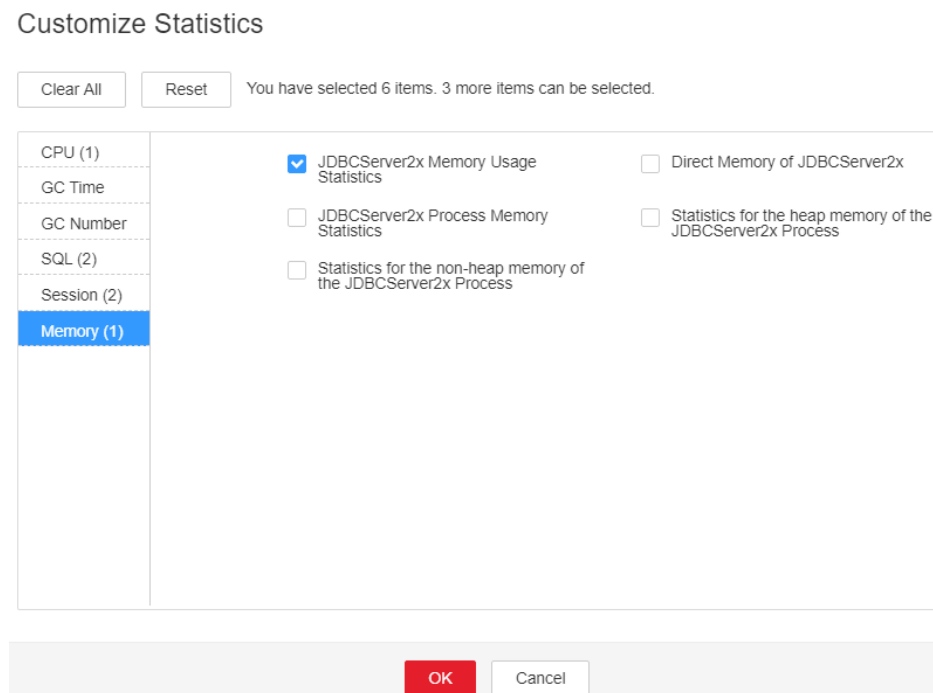 Customize Statistics
Clear All
Reset
You have selected 6 items. 3 more items can be selected.
CPU (1)
GC Time
GC Number
SQL (2)
Session (2)
Memory (1)
JDBCServer2x Memory Usage
Statistics
Direct Memory of JDBCServer2x
JDBCServer2x Process Memory
Statistics
Statistics for the heap memory of the
JDBCServer2x Process
Statistics for the non-heap memory of
the JDBCServer2x Process
OK
Cancel